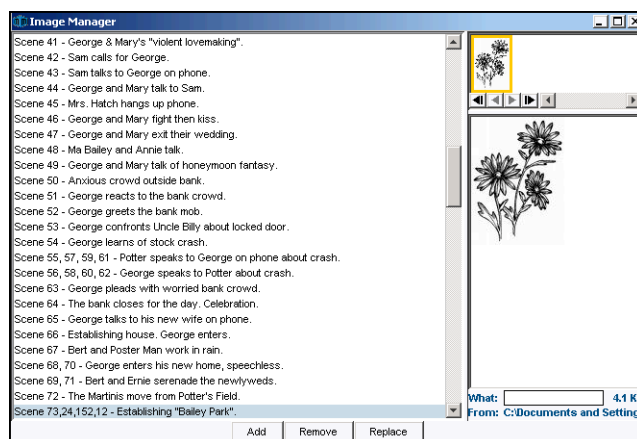 Image Manager
Scene 41 - George & Mary's "violent lovemaking".
Scene 42 - Sam calls for George.
Scene 43 - Sam talks to George on phone.
Scene 44 - George and Mary talk to Sam.
Scene 45 - Mrs. Hatch hangs up phone.
Scene 46 - George and Mary fight then kiss.
Scene 47 - George and Mary exit their wedding.
Scene 48 - Ma Bailey and Annie talk.
Scene 49 - George and Mary talk of honeymoon fantasy.
Scene 50 - Anxious crowd outside bank.
Scene 51 - George reacts to the bank crowd.
Scene 52 - George greets the bank mob.
Scene 53 - George confronts Uncle Billy about locked door.
Scene 54 - George learns of stock crash.
Scene 55, 57, 59, 61 - Potter speaks to George on phone about crash.
Scene 56, 58, 60, 62 - George speaks to Potter about crash.
Scene 63 - George pleads with worried bank crowd.
Scene 64 - The bank closes for the day. Celebration.
Scene 65 - George talks to his new wife on phone.
Scene 66 - Establishing house. George enters.
Scene 67 - Bert and Poster Man work in rain.
Scene 68, 70 - George enters his new home, speechless.
Scene 69, 71 - Bert and Ernie serenade the newlyweds.
Scene 72 - The Martinis move from Potter's Field.
Scene 73,24,152,12 - Establishing "Bailey Park".
What: 4.1 K
From: C:\Documents and Setting
Add Remove Replace